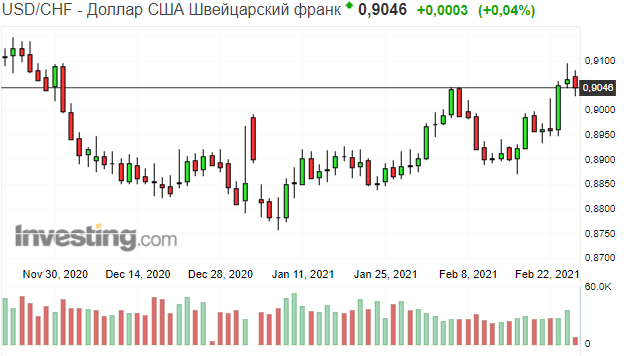 USD/CHF - Доллар США Швейцарский франк 0,9046 +0,0003 (+0,04%)
0,9100
0,9046
0,9000
0,8950
0,8900
0,8850
0,8800
0,8750
0,8700
Investing.com
Nov 30, 2020 Dec 14, 2020 Dec 28, 2020 Jan 11, 2021 Jan 25, 2021 Feb 8, 2021 Feb 22, 2021
60.0K
0.00